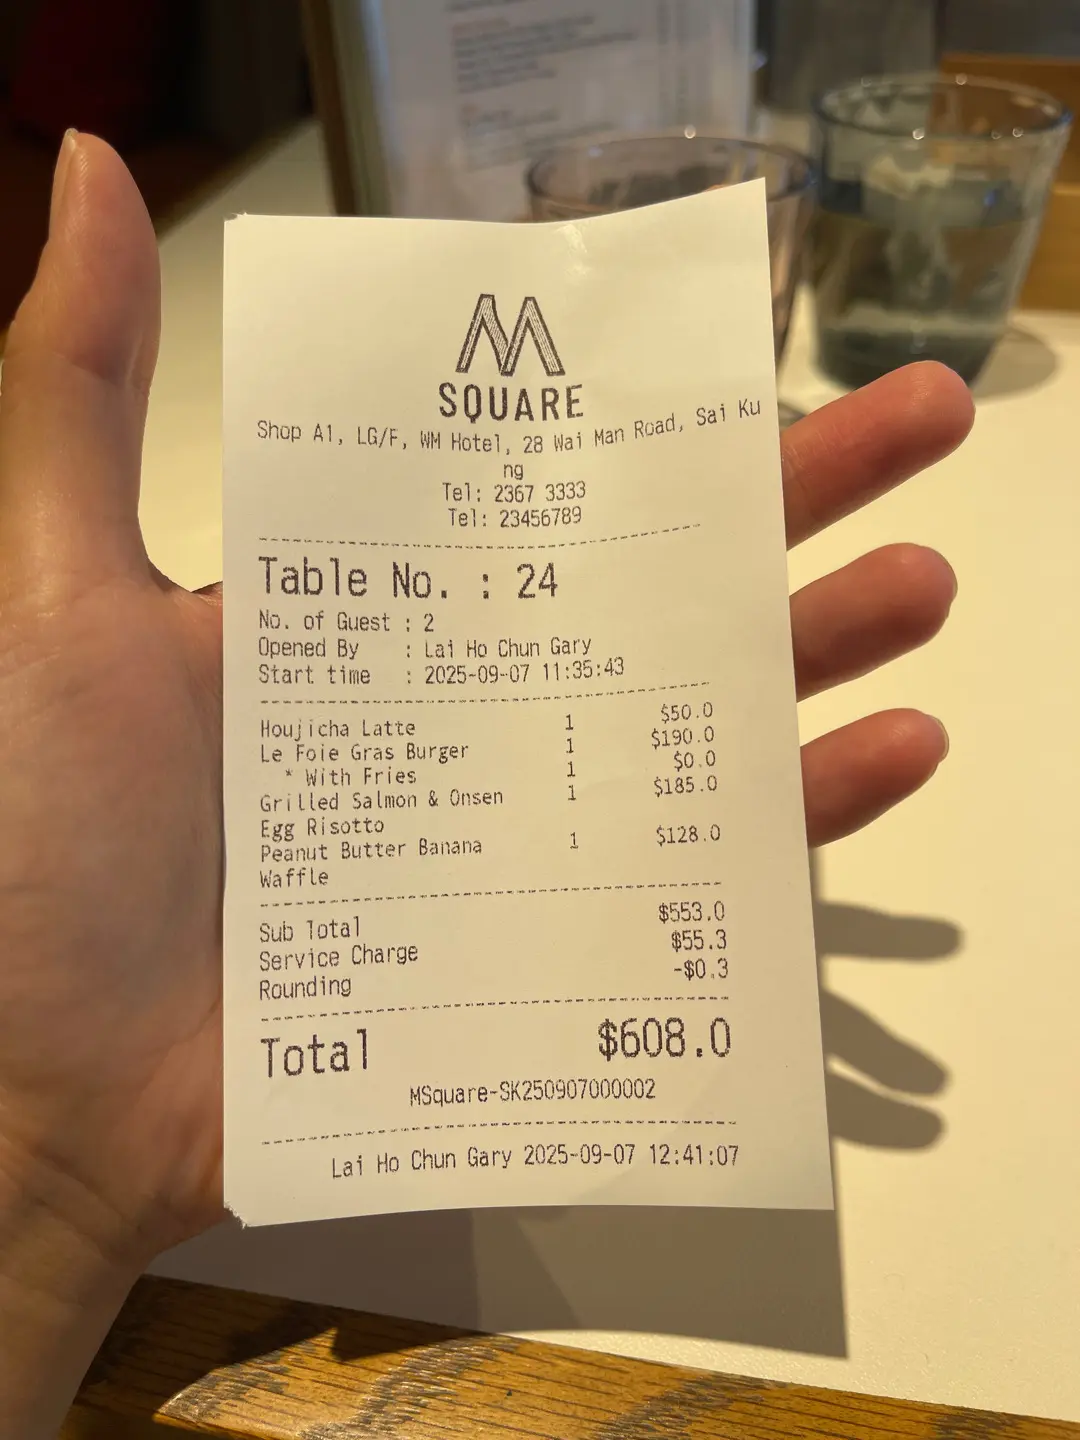 M
SQUARE
Shop A1, LG/F, WM Hotel, 28 Wai Man Road, Sai Ku
ng
Tel: 2367 3333
Tel: 23456789
Table No. : 24
No. of Guest : 2
Opened By : Lai Ho Chun Gary
Start time : 2025-09-07 11:35:43
Houjicha Latte 1 $50.0
Le Foie Gras Burger 1 $190.0
* With Fries 1 $0.0
Grilled Salmon & Onsen 1 $185.0
Egg Risotto
Peanut Butter Banana 1 $128.0
Waffle
Sub Total $553.0
Service Charge $55.3
Rounding -$0.3
Total $608.0
MSquare-SK250907000002
Lai Ho Chun Gary 2025-09-07 12:41:07